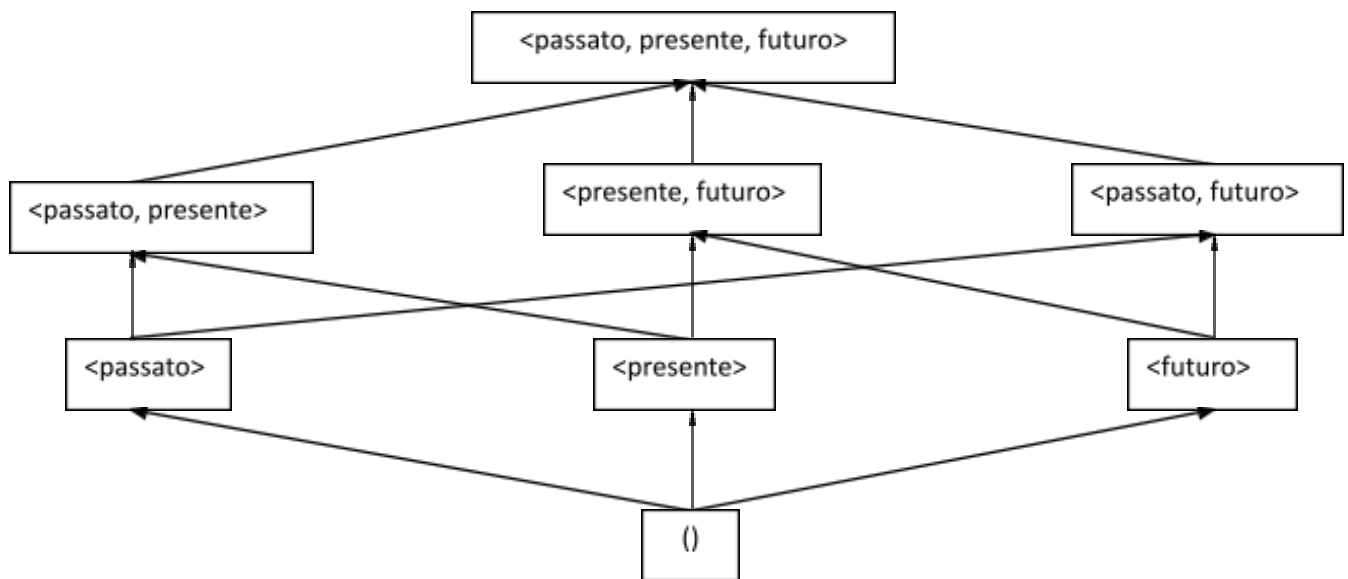 <passato, presente, futuro>
<passato, presente>
<presente, futuro>
<passato, futuro>
<passato>
<presente>
<futuro>
()